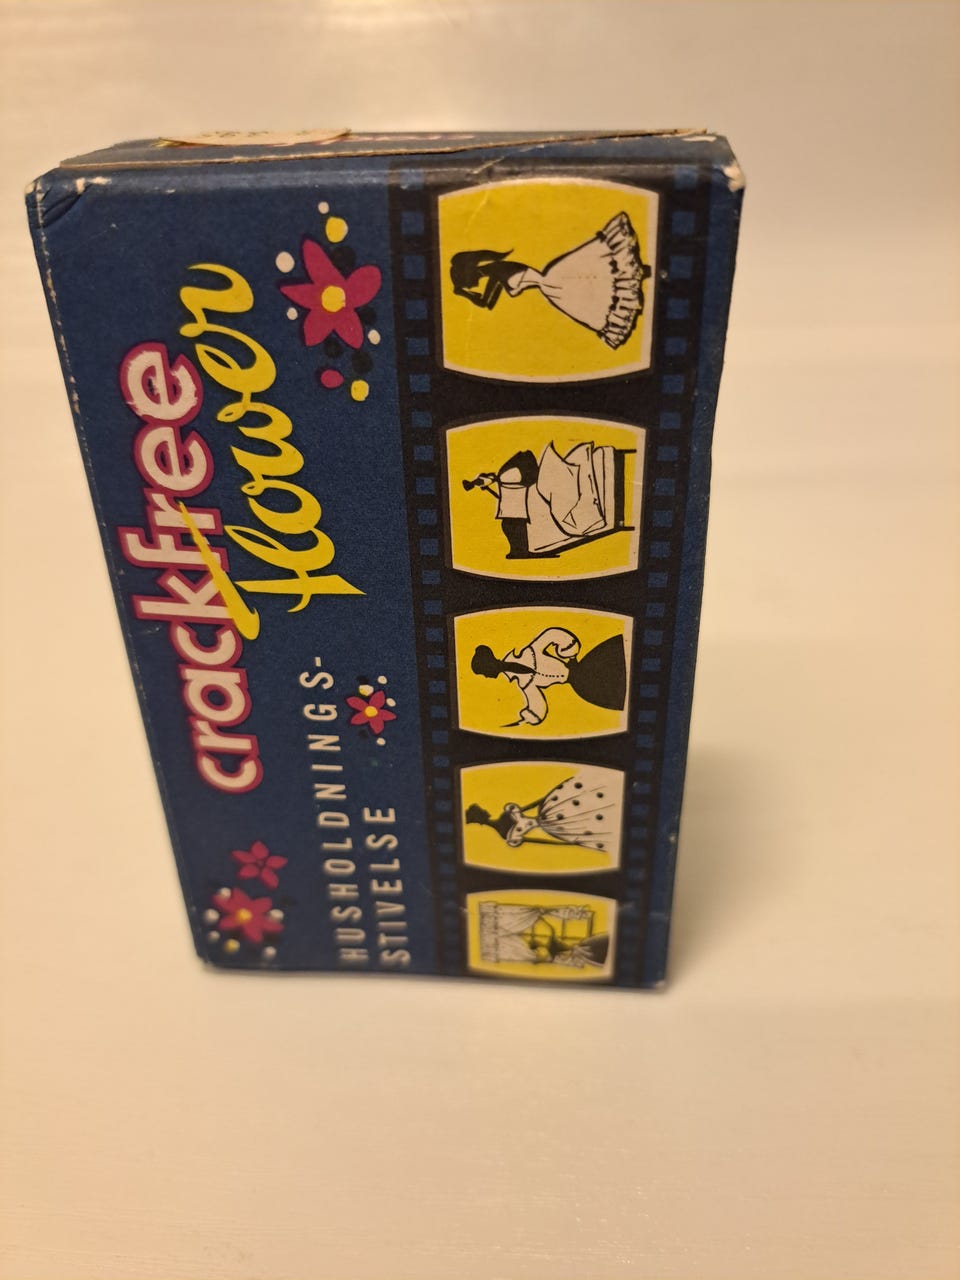 crackfree
Flower
HUSHOLDNINGS-
STIVELSE